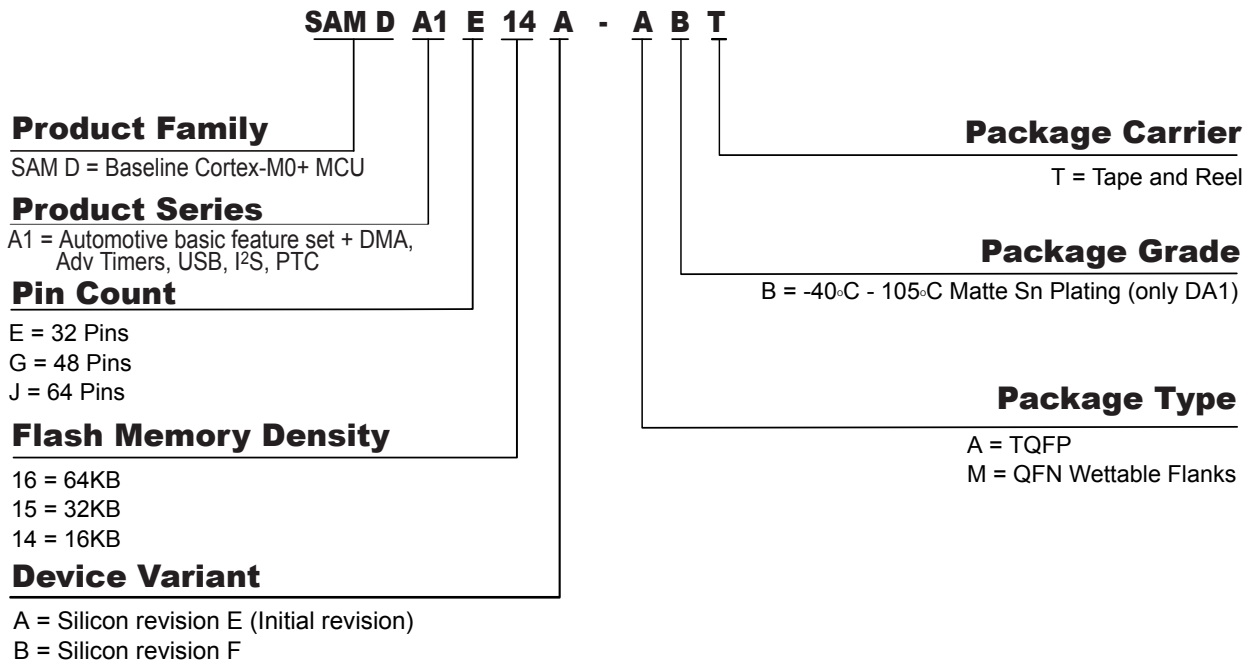 SAM D A1 E 14 A - A B T
Product Family
SAM D = Baseline Cortex-M0+ MCU
Product Series
A1 = Automotive basic feature set + DMA,
Adv Timers, USB, I²S, PTC
Pin Count
E = 32 Pins
G = 48 Pins
J = 64 Pins
Flash Memory Density
16 = 64KB
15 = 32KB
14 = 16KB
Device Variant
A = Silicon revision E (Initial revision)
B = Silicon revision F
Package Carrier
T = Tape and Reel
Package Grade
B = -40◦C - 105◦C Matte Sn Plating (only DA1)
Package Type
A = TQFP
M = QFN Wettable Flanks